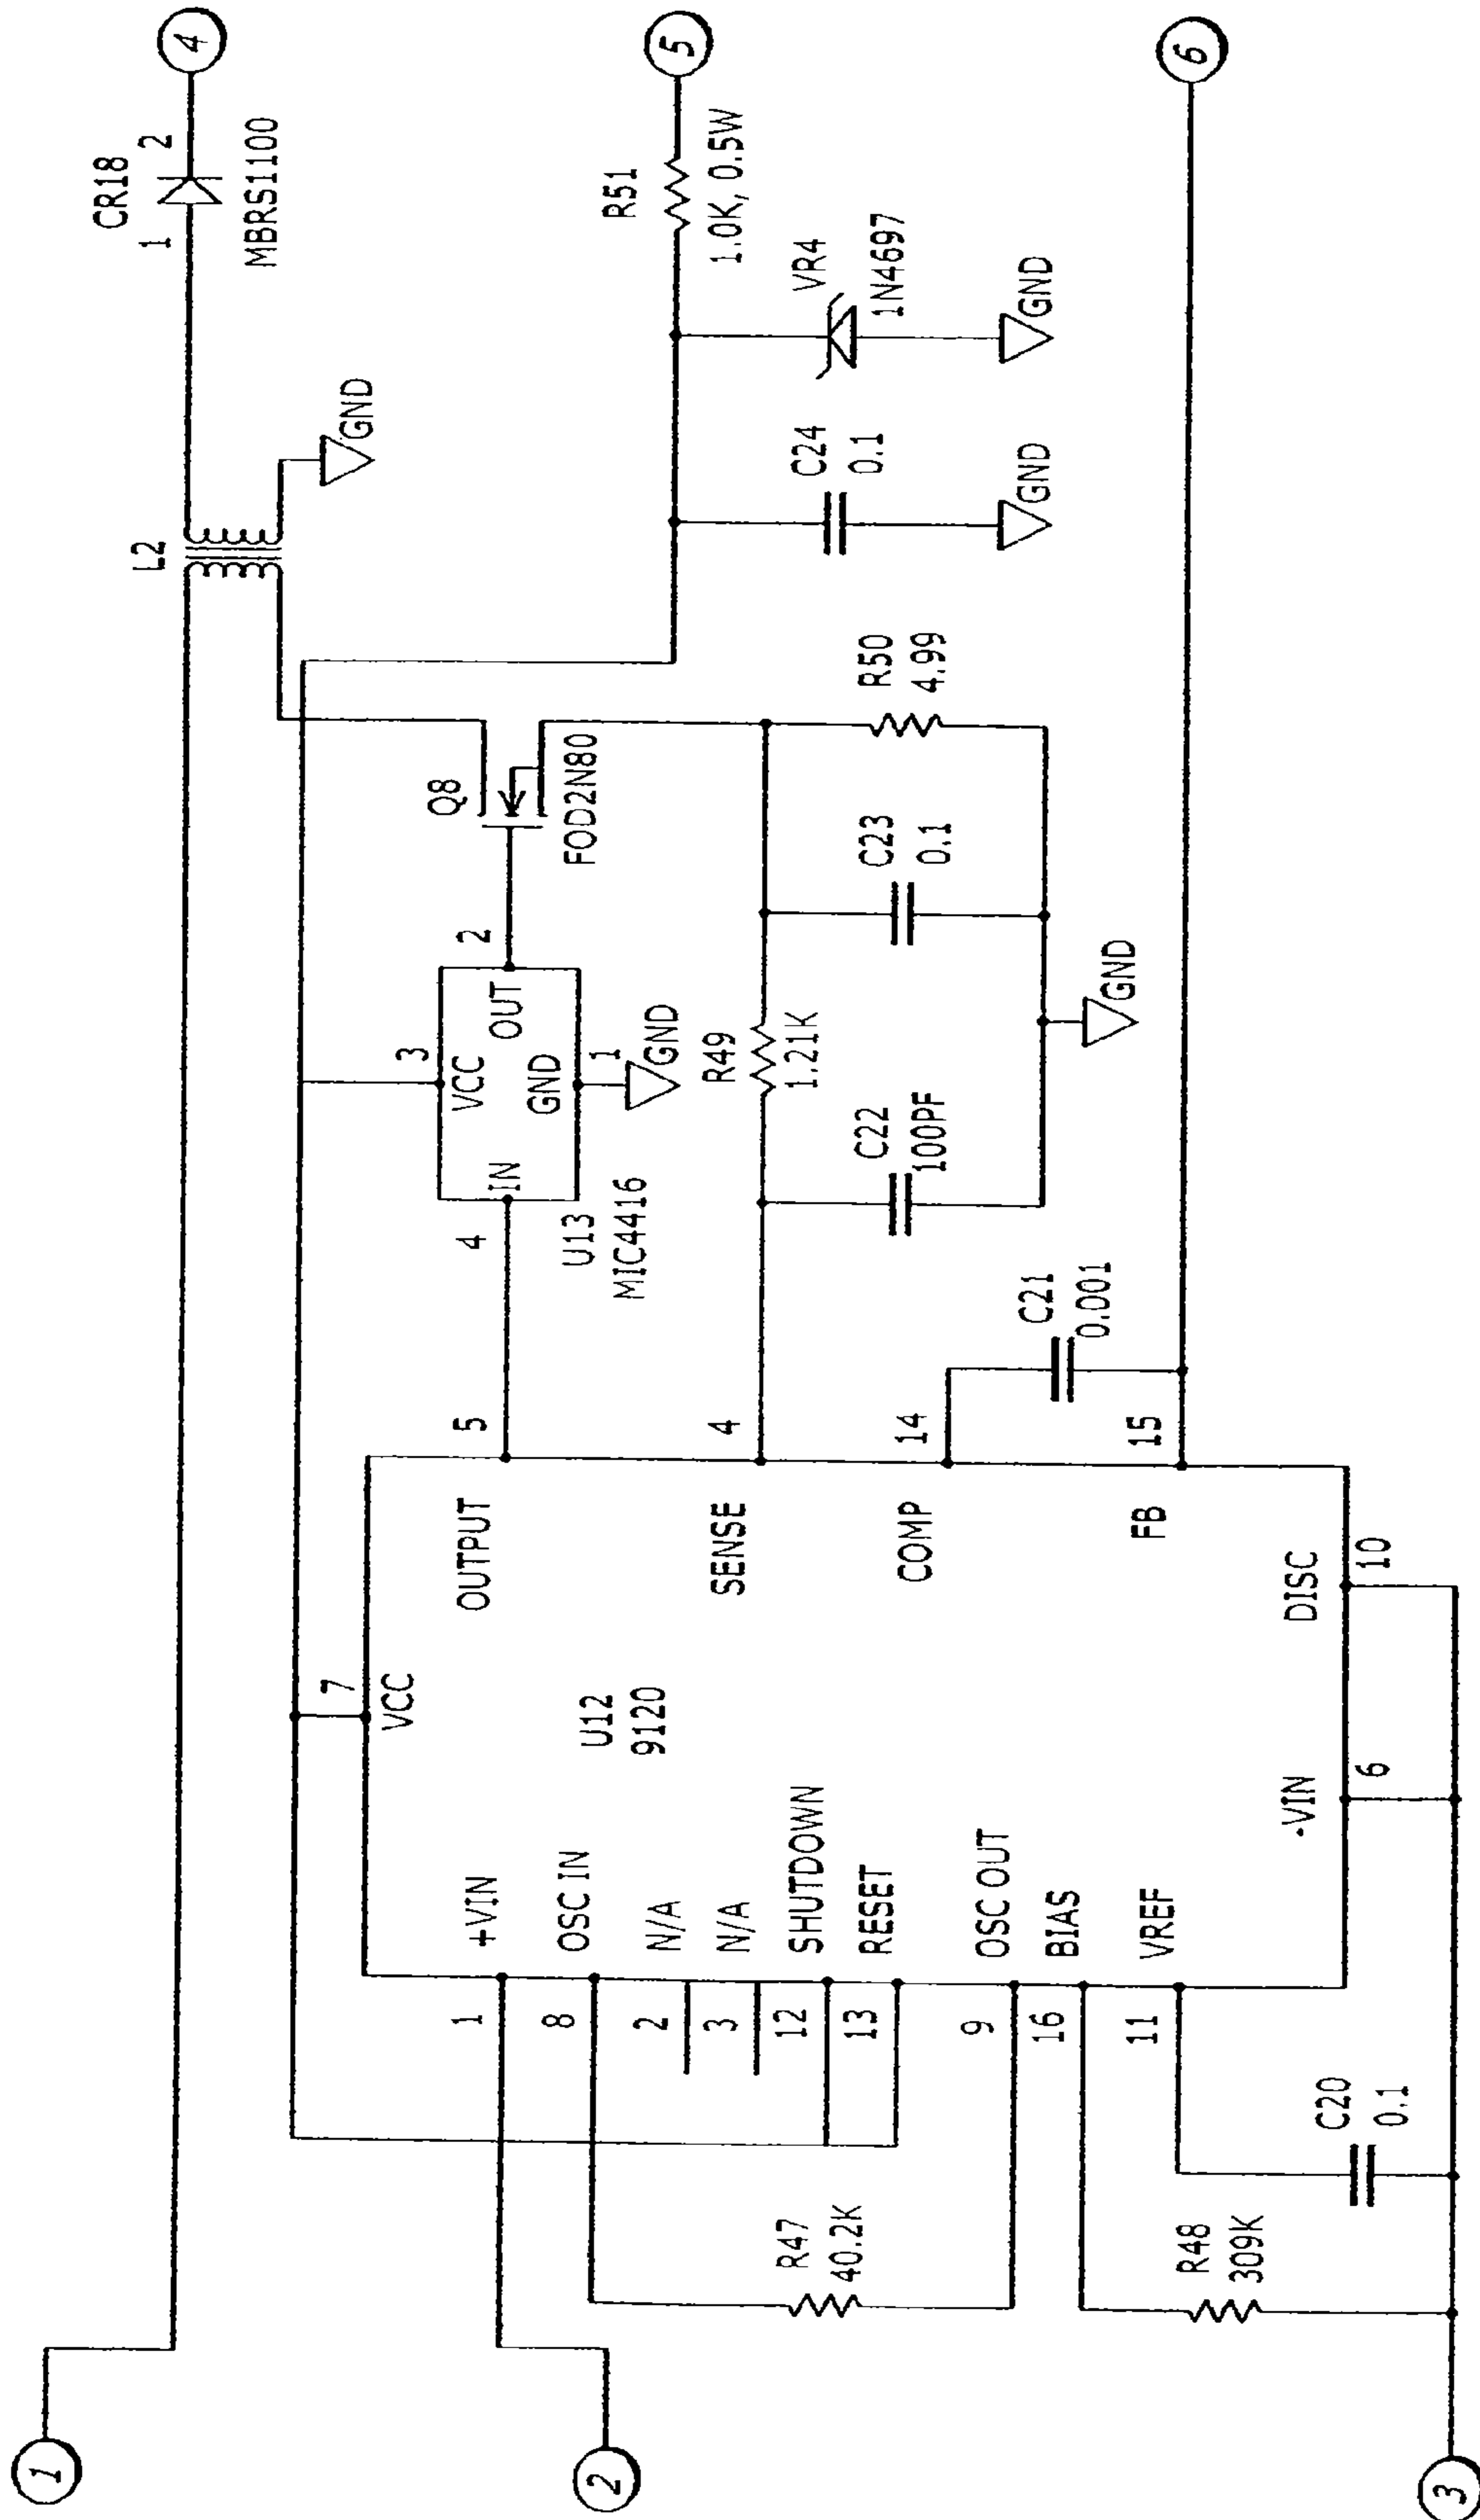 1
4
L2
GND
CR18
1
2
MBRS1100
2
1
+VIN
8
OSC IN
2
N/A
3
N/A
12
SHUTDOWN
13
RESET
9
OSC OUT
16
BIAS
11
VREF
7
VCC
U12
9120
OUTPUT
5
SENSE
4
COMP
14
FB
15
DISC
10
-VIN
6
R47
40.2K
R48
309K
C20
0.1
3
4
IN
3
VCC
OUT
2
GND
1
GND
U13
MIC4416
Q8
FOD2N80
R49
1.21K
C22
100PF
C23
0.1
R50
4.99
GND
C21
0.001
C24
0.1
GND
VR4
1N4697
GND
R51
1.0K, 0.5W
5
6